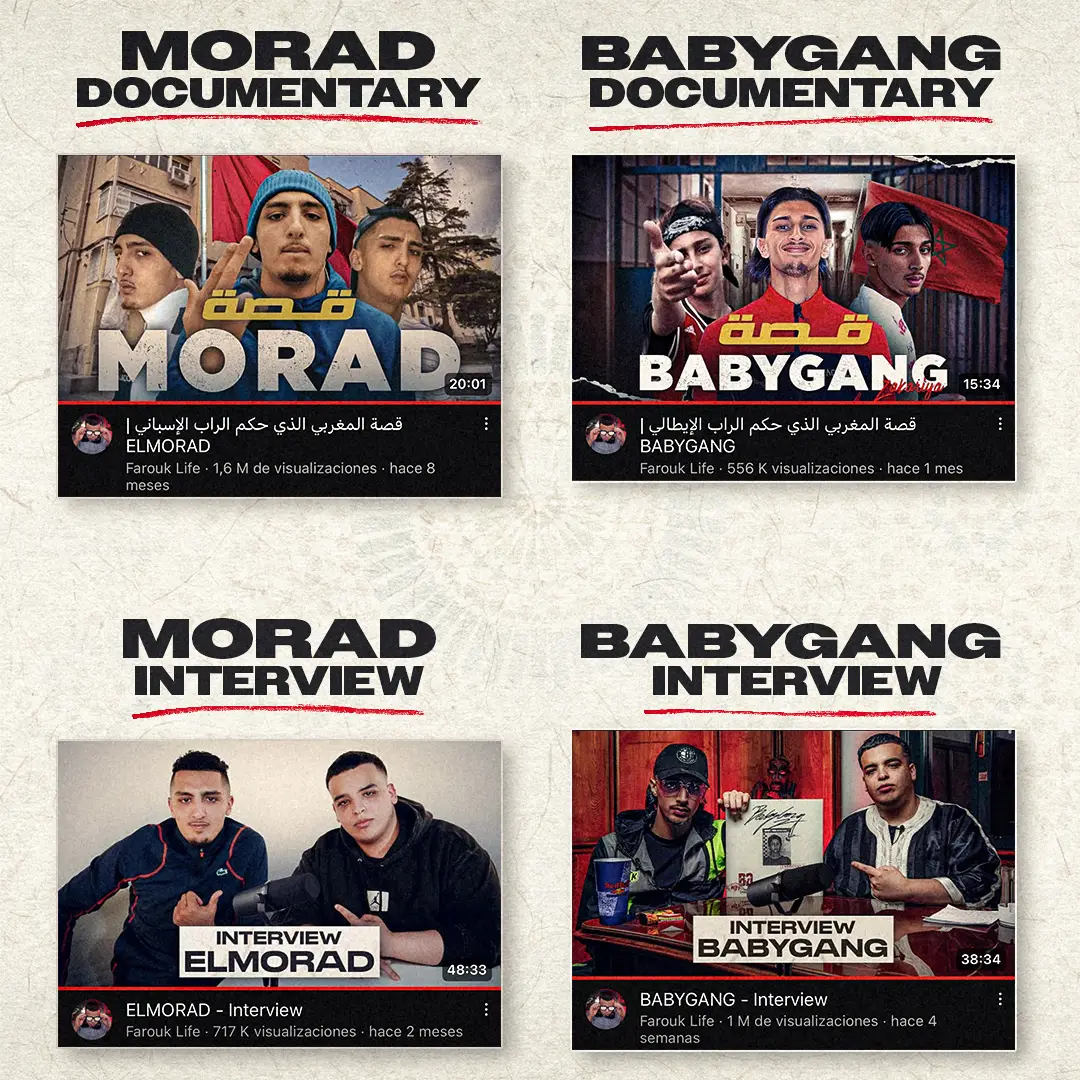 MORAD
DOCUMENTARY
قصة
MORAD
20:01
قصة المغربي الذي حكم الراب الإسباني |
ELMORAD
Farouk Life · 1,6 M de visualizaciones · hace 8
meses
BABYGANG
DOCUMENTARY
قصة
BABYGANG
Zakariya
15:34
قصة المغربي الذي حكم الراب الإيطالي |
BABYGANG
Farouk Life · 556 K visualizaciones · hace 1 mes
MORAD
INTERVIEW
INTERVIEW
ELMORAD
48:33
ELMORAD - Interview
Farouk Life · 717 K visualizaciones · hace 2 meses
BABYGANG
INTERVIEW
Babygang
INTERVIEW
BABYGANG
38:34
BABYGANG - Interview
Farouk Life · 1 M de visualizaciones · hace 4
semanas